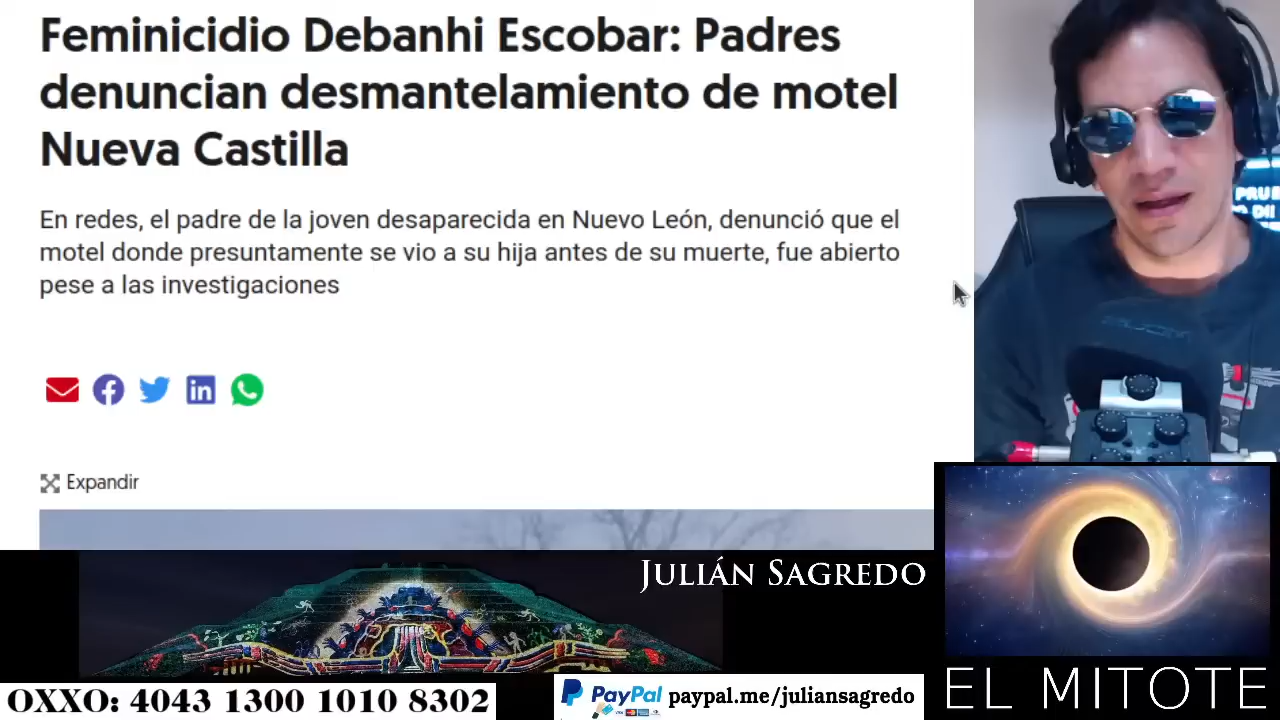 Feminicidio Debanhi Escobar: Padres
denuncian desmantelamiento de motel
Nueva Castilla
En redes, el padre de la joven desaparecida en Nuevo León, denunció que el
motel donde presuntamente se vio a su hija antes de su muerte, fue abierto
pese a las investigaciones
Expandir
PRUE
JULIÁN SAGREDO
OXXO: 4043 1300 1010 8302
PayPal paypal.me/juliansagredo
EL MITOTE